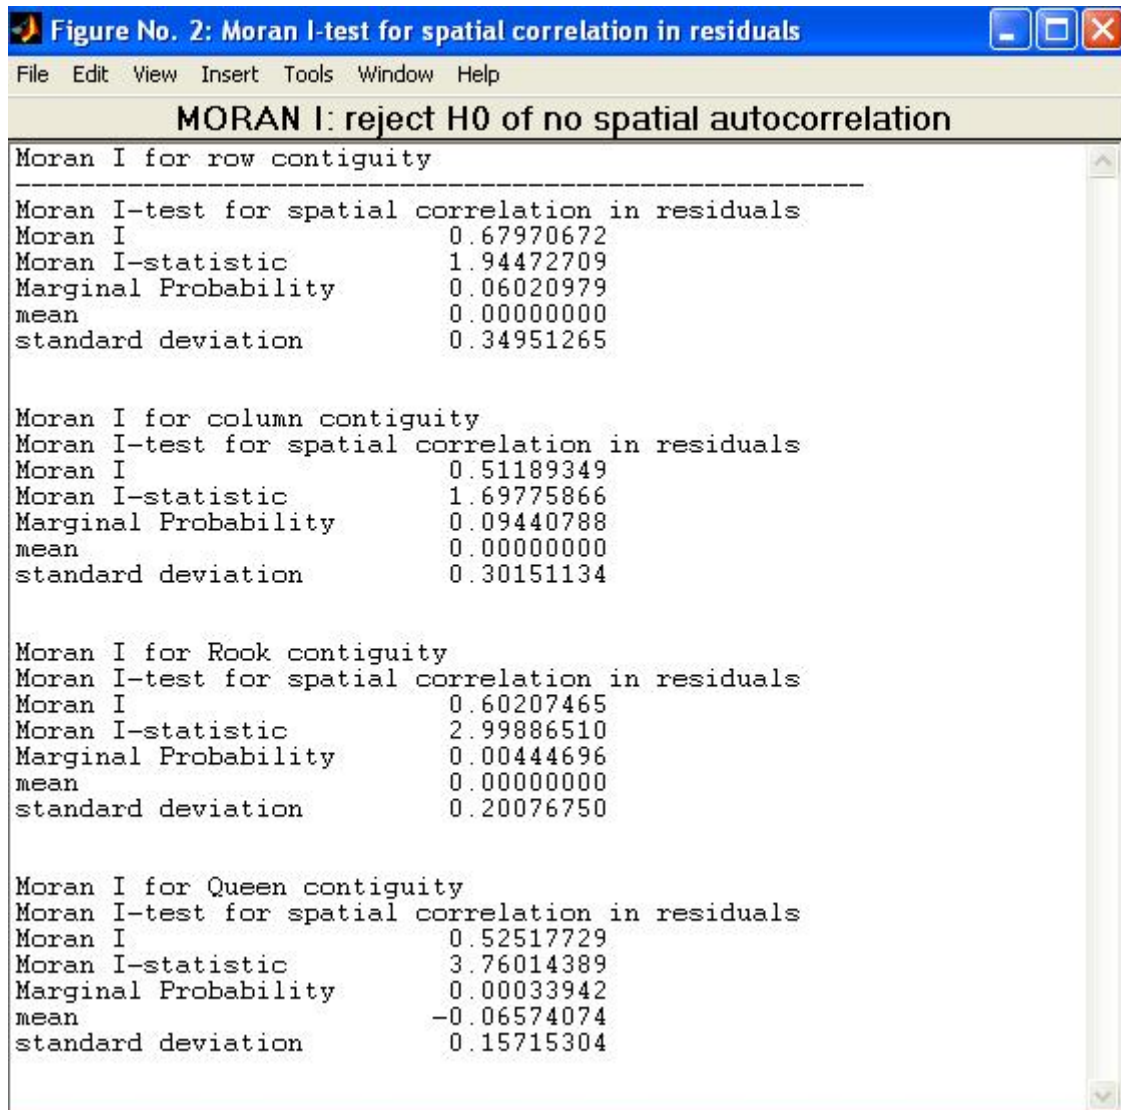 Figure No. 2: Moran I-test for spatial correlation in residuals
File Edit View Insert Tools Window Help
MORAN I: reject H0 of no spatial autocorrelation
Moran I for row contiguity
------------------------------------------------------
Moran I-test for spatial correlation in residuals
Moran I 0.67970672
Moran I-statistic 1.94472709
Marginal Probability 0.06020979
mean 0.00000000
standard deviation 0.34951265
Moran I for column contiguity
Moran I-test for spatial correlation in residuals
Moran I 0.51189349
Moran I-statistic 1.69775866
Marginal Probability 0.09440788
mean 0.00000000
standard deviation 0.30151134
Moran I for Rook contiguity
Moran I-test for spatial correlation in residuals
Moran I 0.60207465
Moran I-statistic 2.99886510
Marginal Probability 0.00444696
mean 0.00000000
standard deviation 0.20076750
Moran I for Queen contiguity
Moran I-test for spatial correlation in residuals
Moran I 0.52517729
Moran I-statistic 3.76014389
Marginal Probability 0.00033942
mean -0.06574074
standard deviation 0.15715304